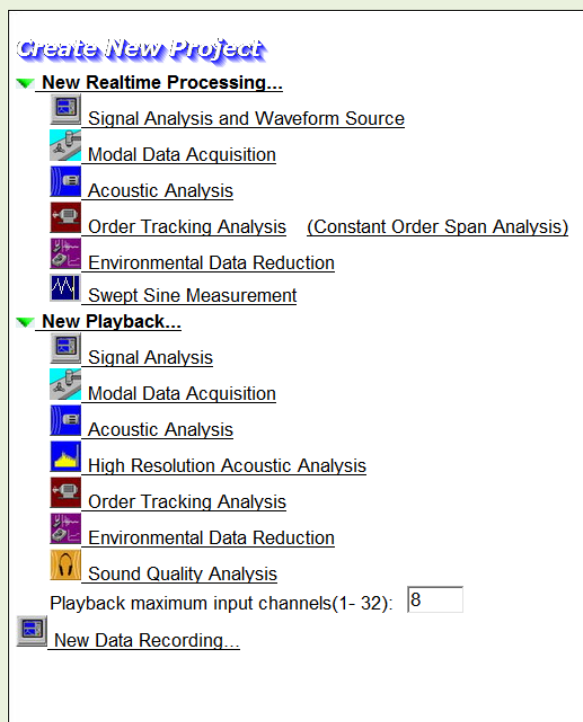 Create New Project
New Realtime Processing...
Signal Analysis and Waveform Source
Modal Data Acquisition
Acoustic Analysis
Order Tracking Analysis (Constant Order Span Analysis)
Environmental Data Reduction
Swept Sine Measurement
New Playback...
Signal Analysis
Modal Data Acquisition
Acoustic Analysis
High Resolution Acoustic Analysis
Order Tracking Analysis
Environmental Data Reduction
Sound Quality Analysis
Playback maximum input channels(1- 32): 8
New Data Recording...